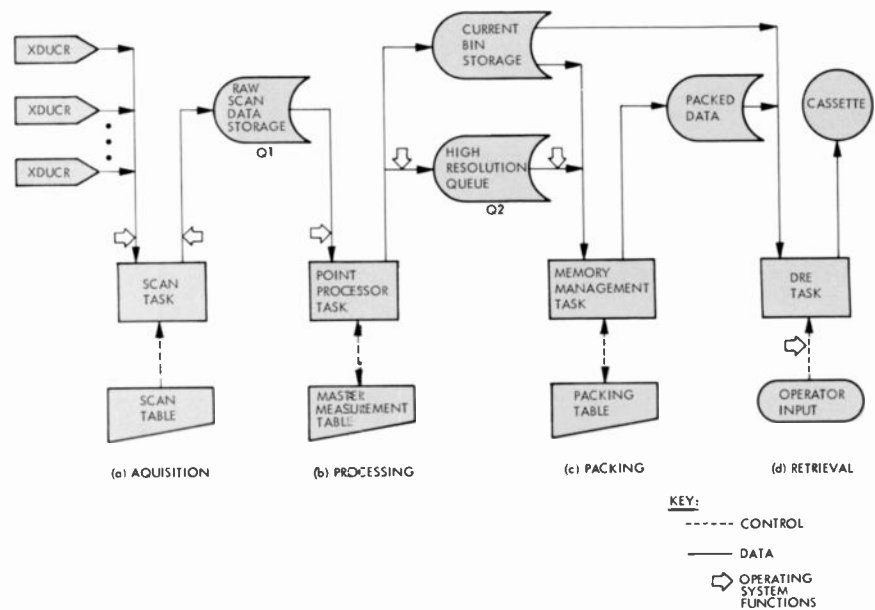 XDUCR
XDUCR
XDUCR
RAW
SCAN
DATA
STORAGE
Q1
CURRENT
BIN
STORAGE
HIGH
RESOLUTION
QUEUE
Q2
PACKED
DATA
CASSETTE
SCAN
TASK
POINT
PROCESSOR
TASK
MEMORY
MANAGEMENT
TASK
DRE
TASK
SCAN
TABLE
MASTER
MEASUREMENT
TABLE
PACKING
TABLE
OPERATOR
INPUT
(a) AQUISITION
(b) PROCESSING
(c) PACKING
(d) RETRIEVAL
KEY:
CONTROL
DATA
OPERATING
SYSTEM
FUNCTIONS